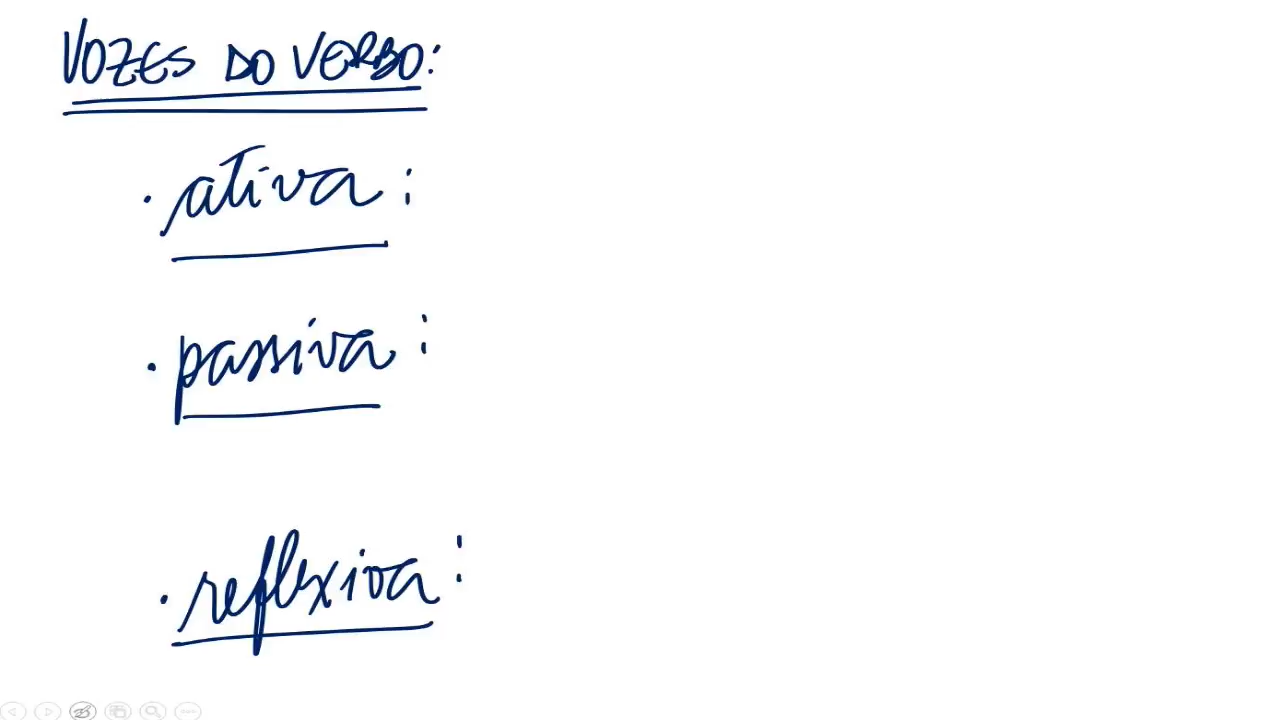 VOZES DO VERBO:
• ativa:
• passiva:
• reflexiva: